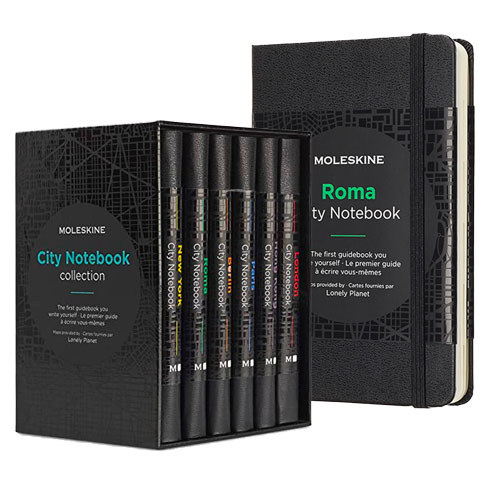 MOLESKINE
City Notebook
collection
The first guidebook you
write yourself · Le premier guide
à écrire vous-mêmes
Maps provided by · Cartes fournies par
Lonely Planet
New York
City Notebook
M
Roma
City Notebook
M
Berlin
City Notebook
M
Paris
City Notebook
M
City Notebook
M
London
City Notebook
M
MOLESKINE
Roma
ity Notebook
The first guidebook you
e yourself · Le premier guide
à écrire vous-mêmes
ps provided by · Cartes fournies par
Lonely Planet